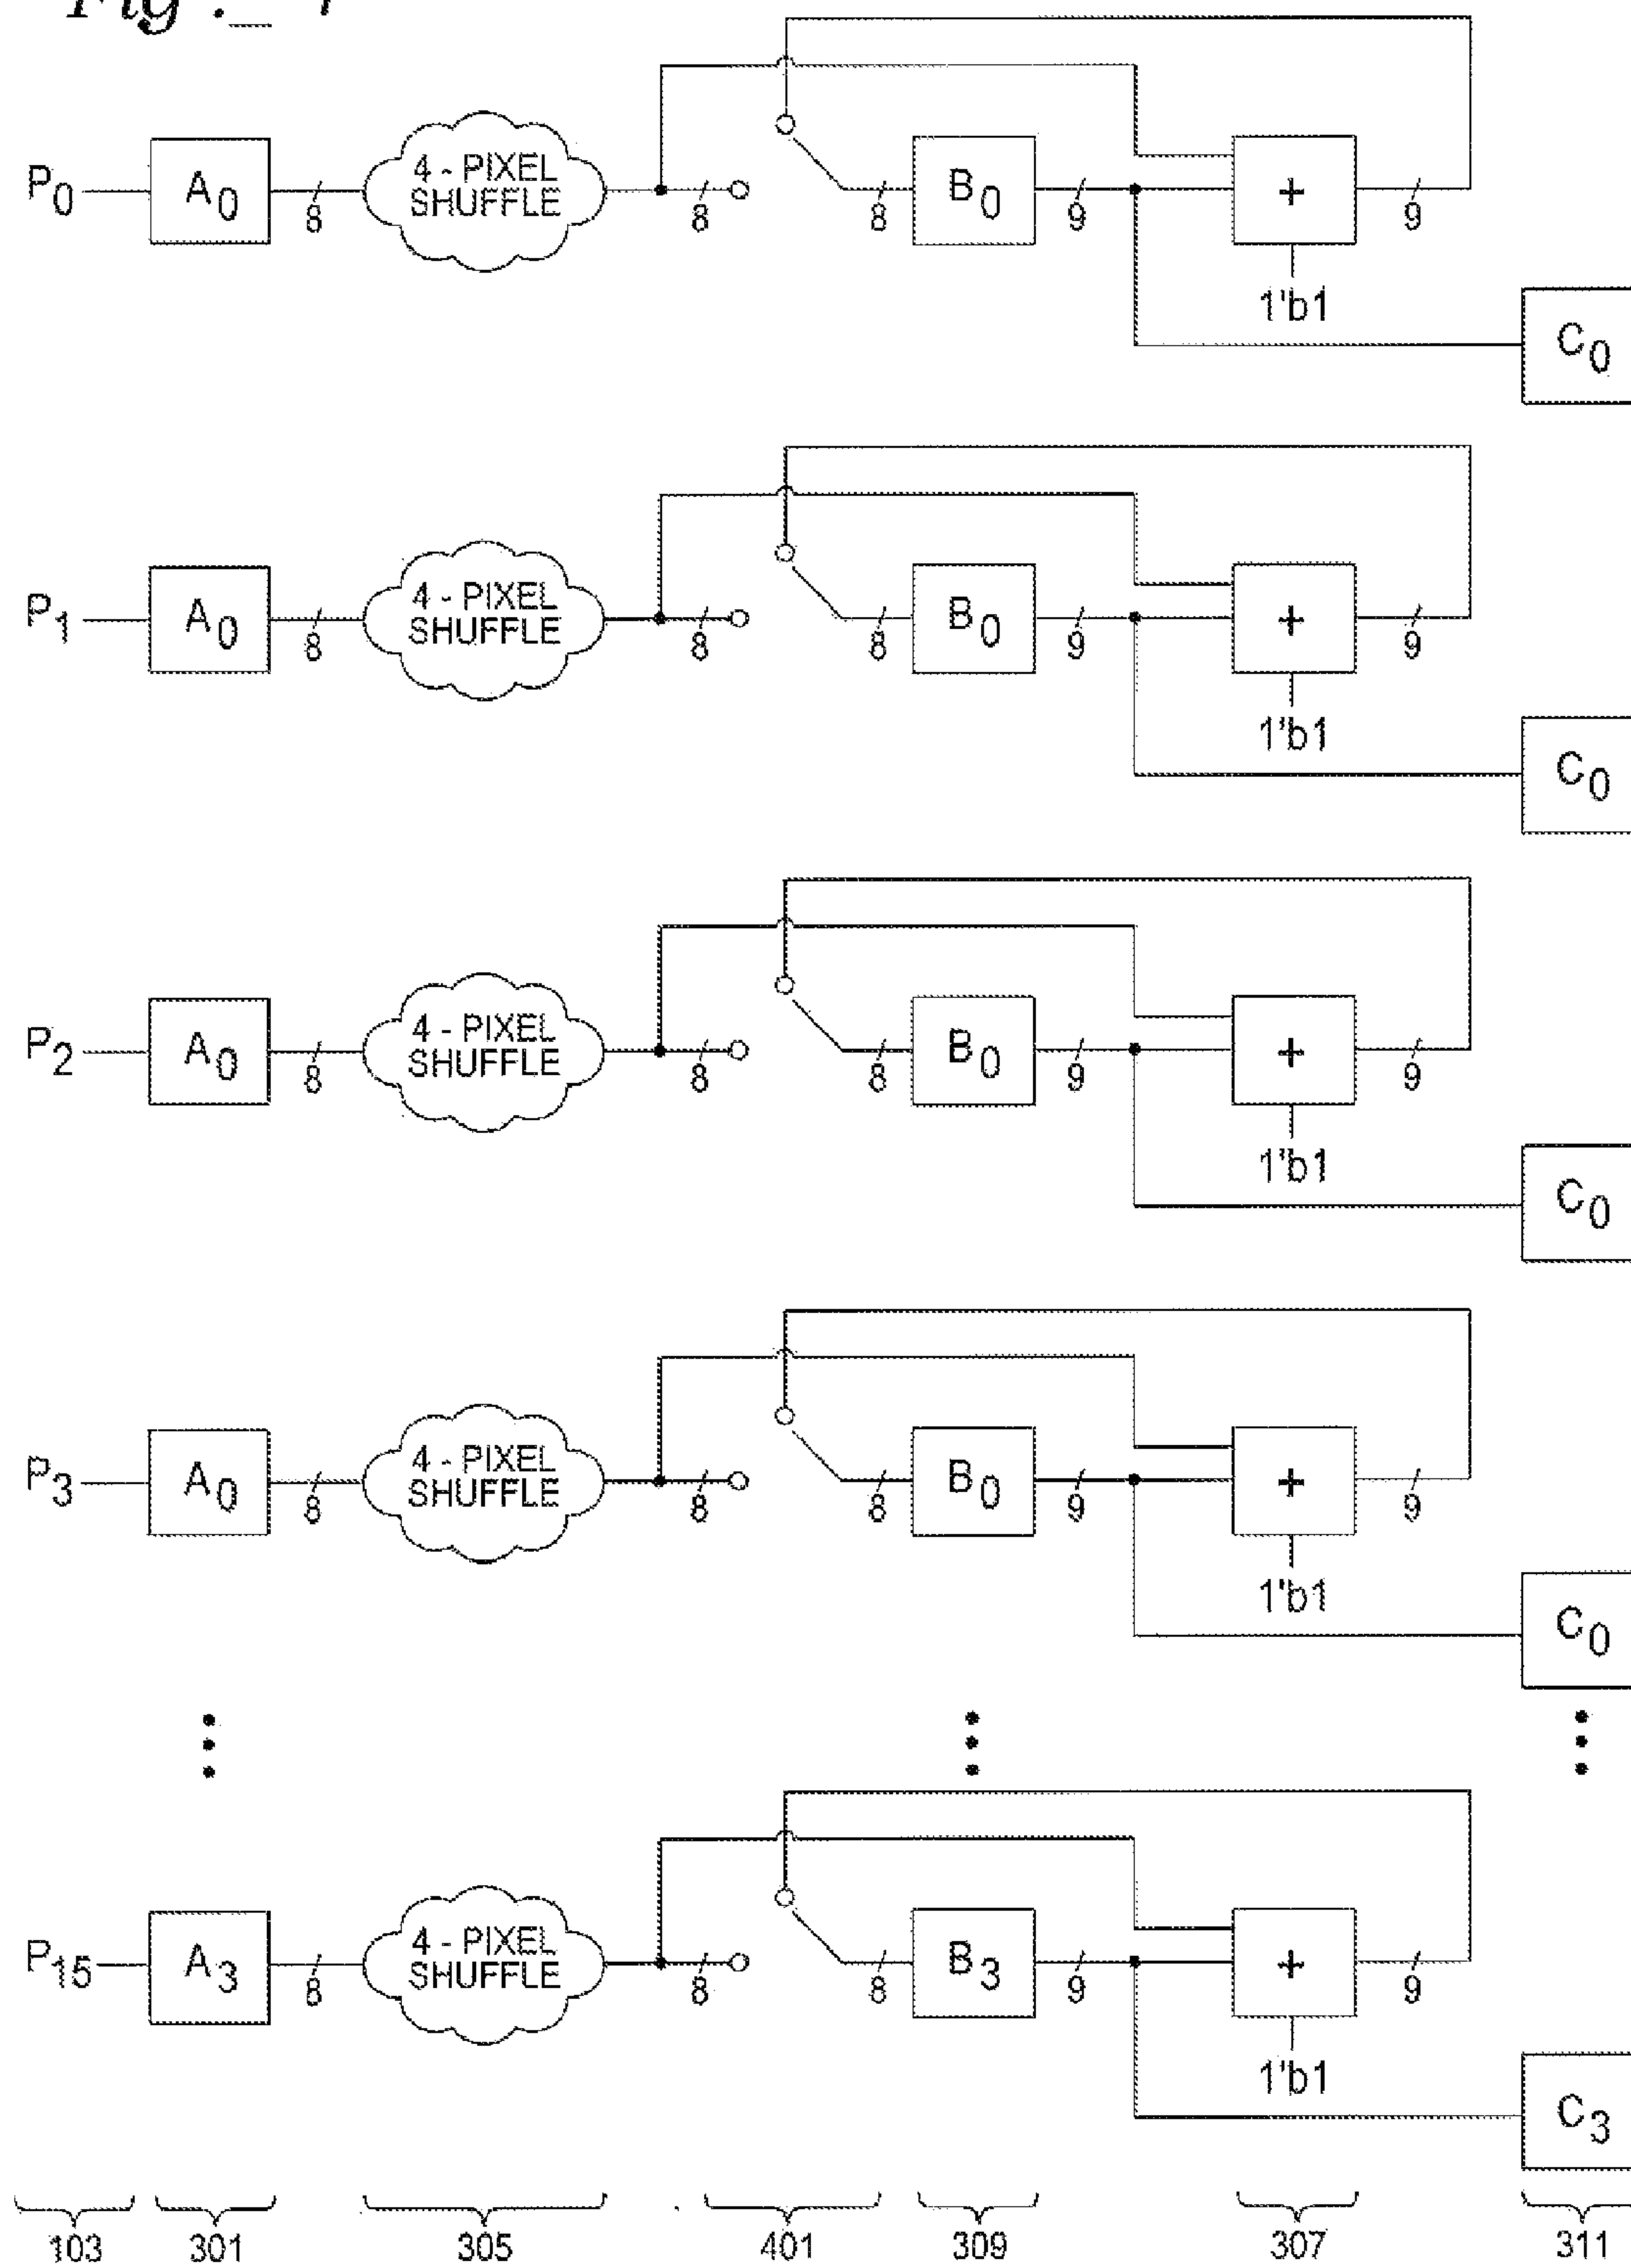 Fig._ 4
P0 A0 8 4 - PIXEL SHUFFLE 8 8 B0 9 + 9
1'b1
C0
P1 A0 8 4 - PIXEL SHUFFLE 8 8 B0 9 + 9
1'b1
C0
P2 A0 8 4 - PIXEL SHUFFLE 8 8 B0 9 + 9
1'b1
C0
P3 A0 8 4 - PIXEL SHUFFLE 8 8 B0 9 + 9
1'b1
C0
P15 A3 8 4 - PIXEL SHUFFLE 8 8 B3 9 + 9
1'b1
C3
103 301 305 401 309 307 311